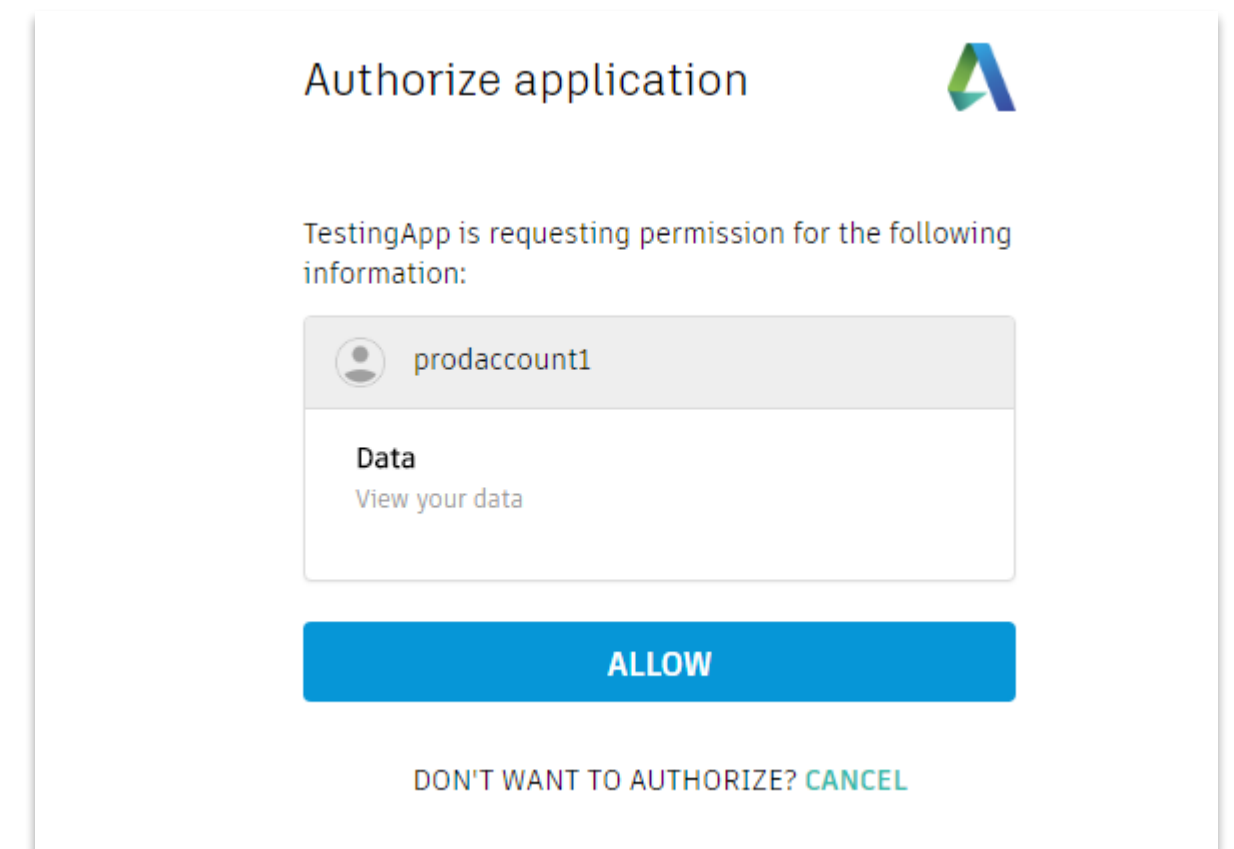 Authorize application
TestingApp is requesting permission for the following
information:
prodaccount1
Data
View your data
ALLOW
DON'T WANT TO AUTHORIZE? CANCEL